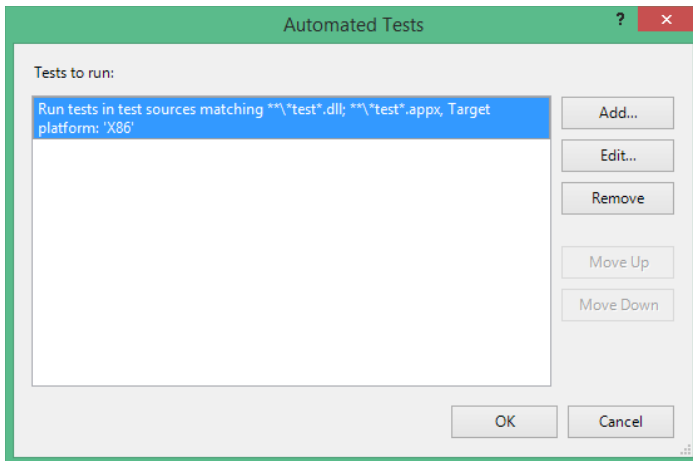 Automated Tests
?
Tests to run:
Run tests in test sources matching **\*test*.dll; **\*test*.appx, Target
platform: 'X86'
Add...
Edit...
Remove
Move Up
Move Down
OK
Cancel